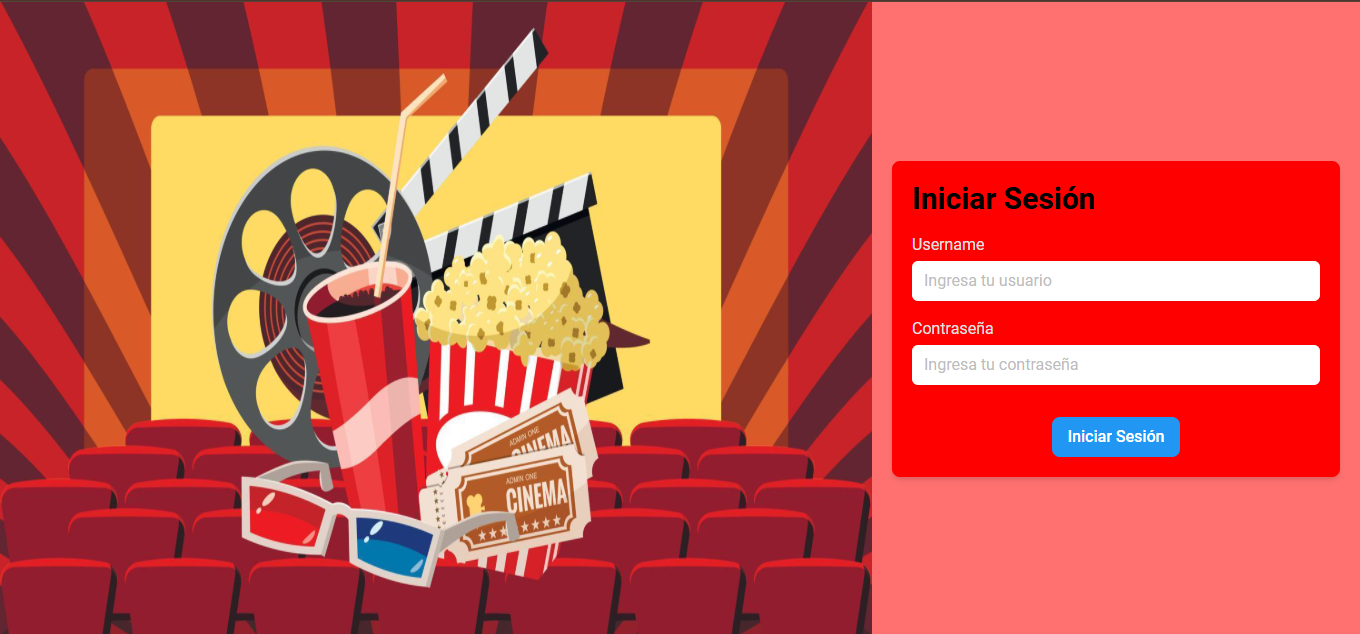 ADMIN ONE
CINEMA
ADMIN ONE
CINEMA
Iniciar Sesión
Username
Ingresa tu usuario
Contraseña
Ingresa tu contraseña
Iniciar Sesión